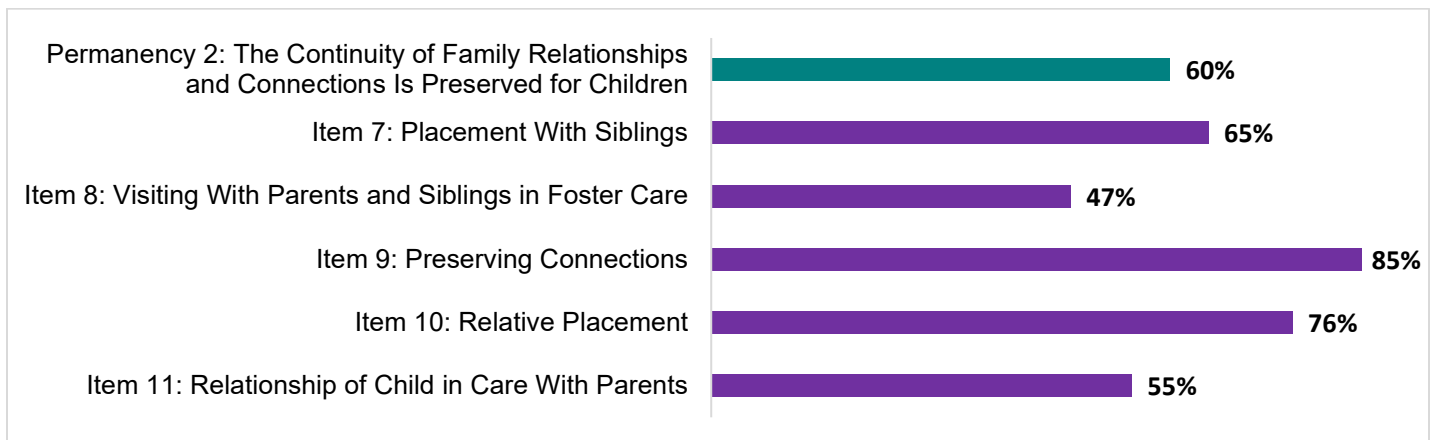 Permanency 2: The Continuity of Family Relationships
and Connections Is Preserved for Children
60%
Item 7: Placement With Siblings
65%
Item 8: Visiting With Parents and Siblings in Foster Care
47%
Item 9: Preserving Connections
85%
Item 10: Relative Placement
76%
Item 11: Relationship of Child in Care With Parents
55%